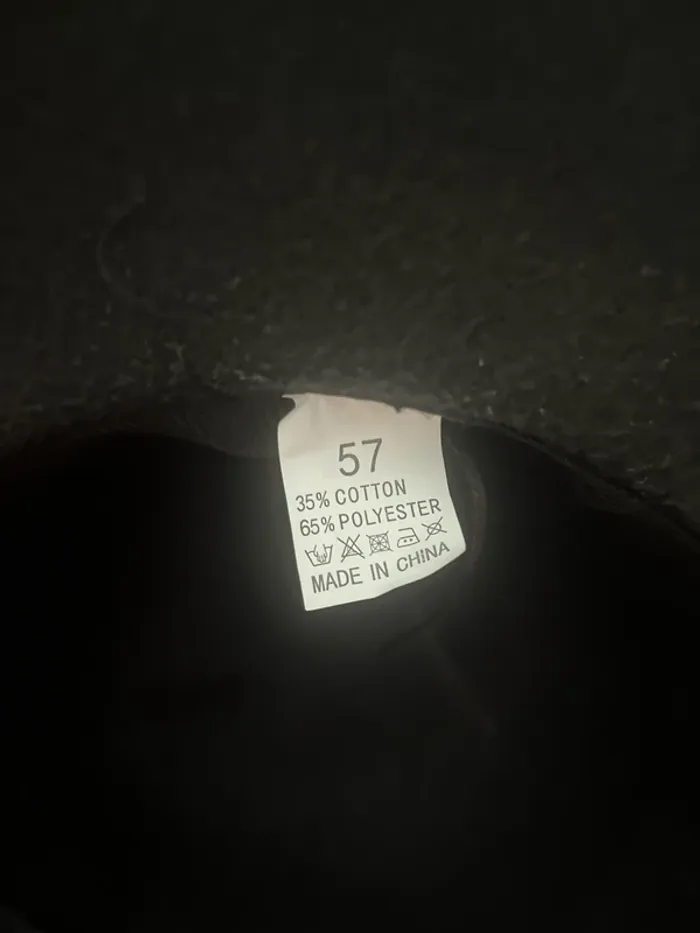 57
35% COTTON
65% POLYESTER
MADE IN CHINA